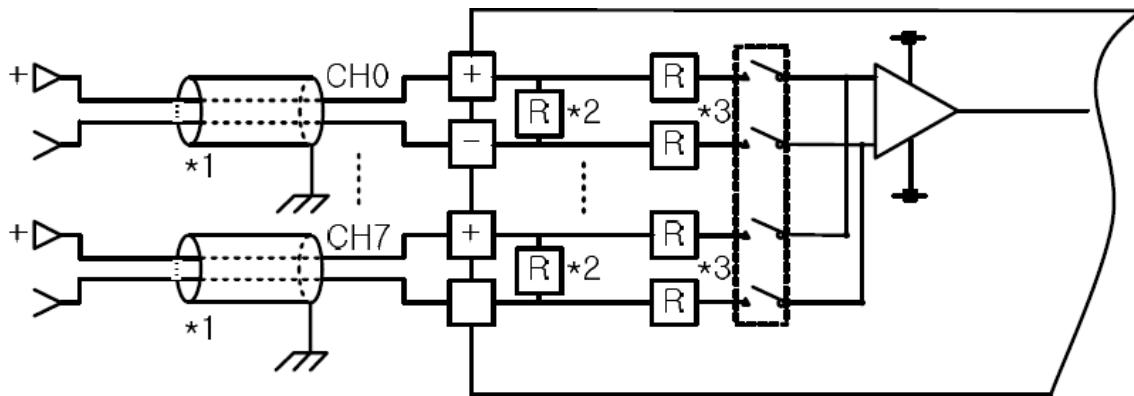 + CH0 + R
R *2
*1 − R *3
+ CH7 + R
R *2
*1 R *3